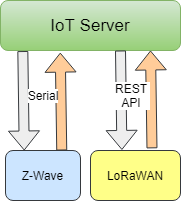 IoT Server
Serial
REST
API
Z-Wave
LoRaWAN